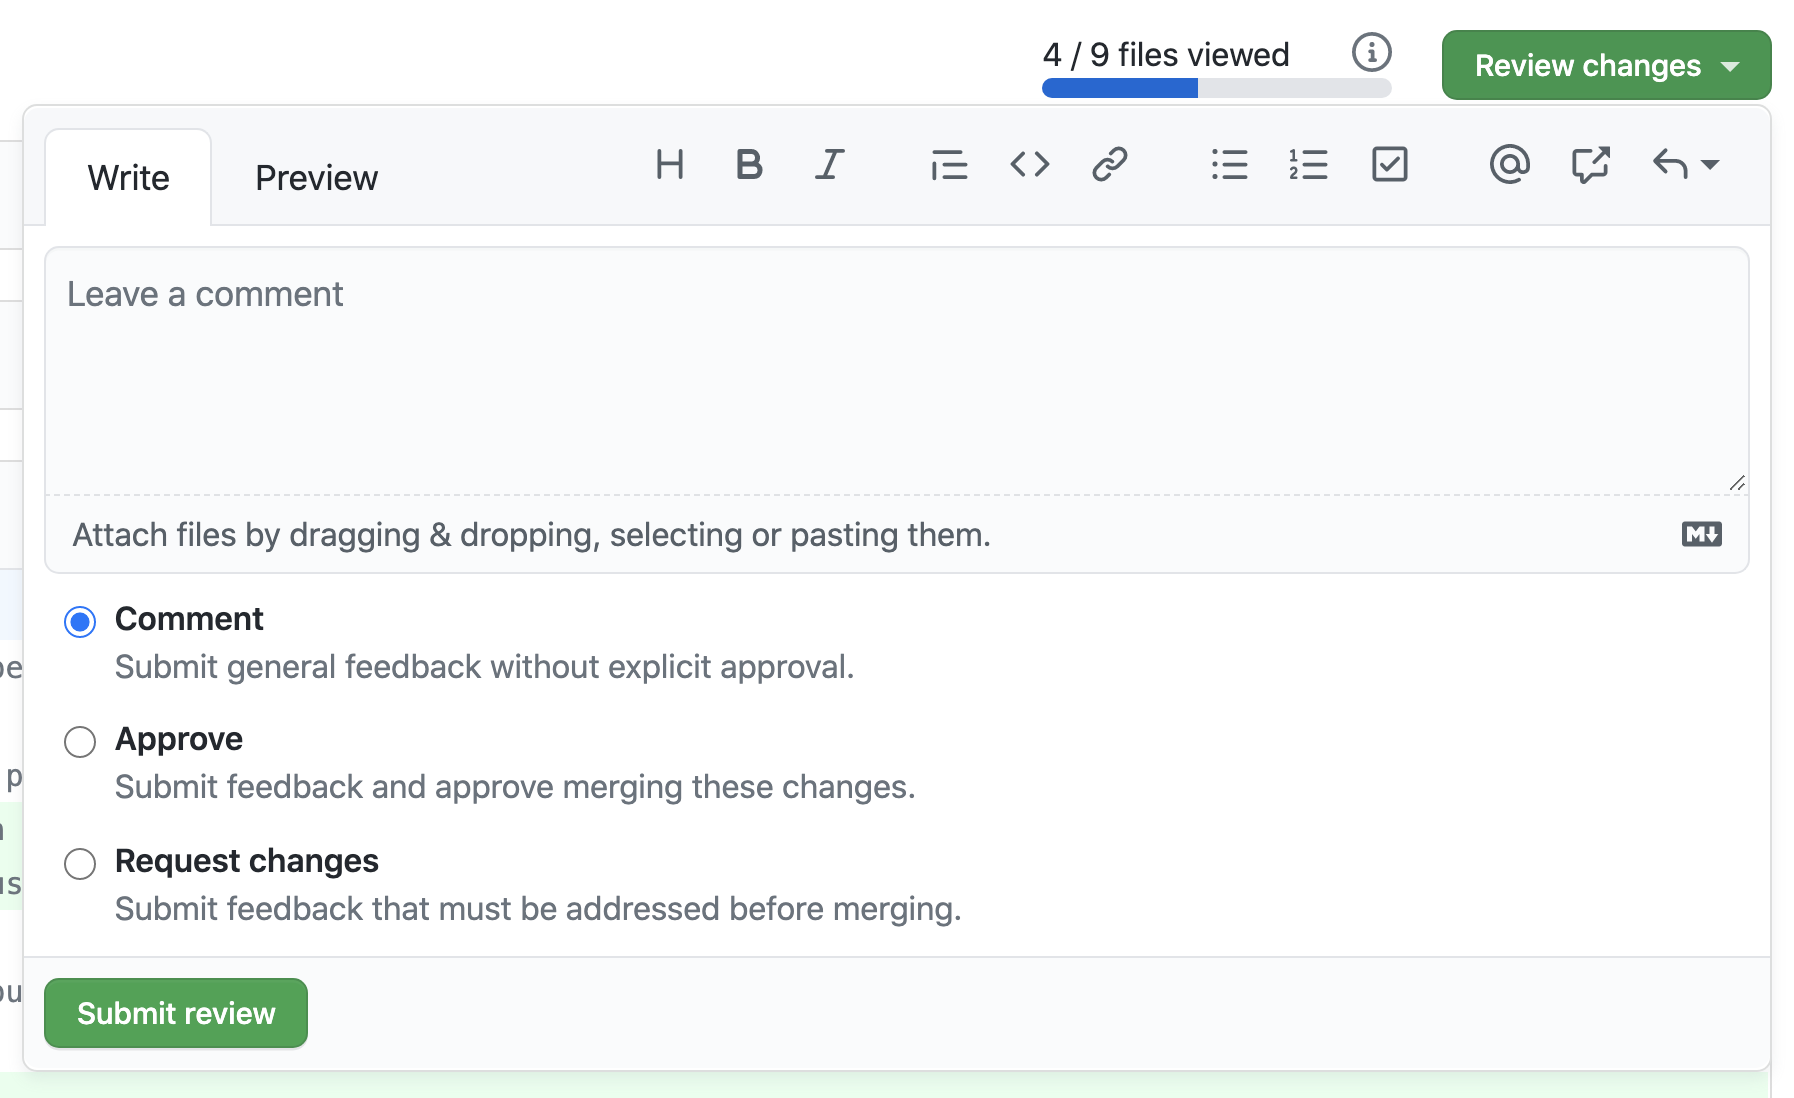 4 / 9 files viewed
Review changes
Write
Preview
Leave a comment
Attach files by dragging & dropping, selecting or pasting them.
Comment
Submit general feedback without explicit approval.
Approve
Submit feedback and approve merging these changes.
Request changes
Submit feedback that must be addressed before merging.
Submit review